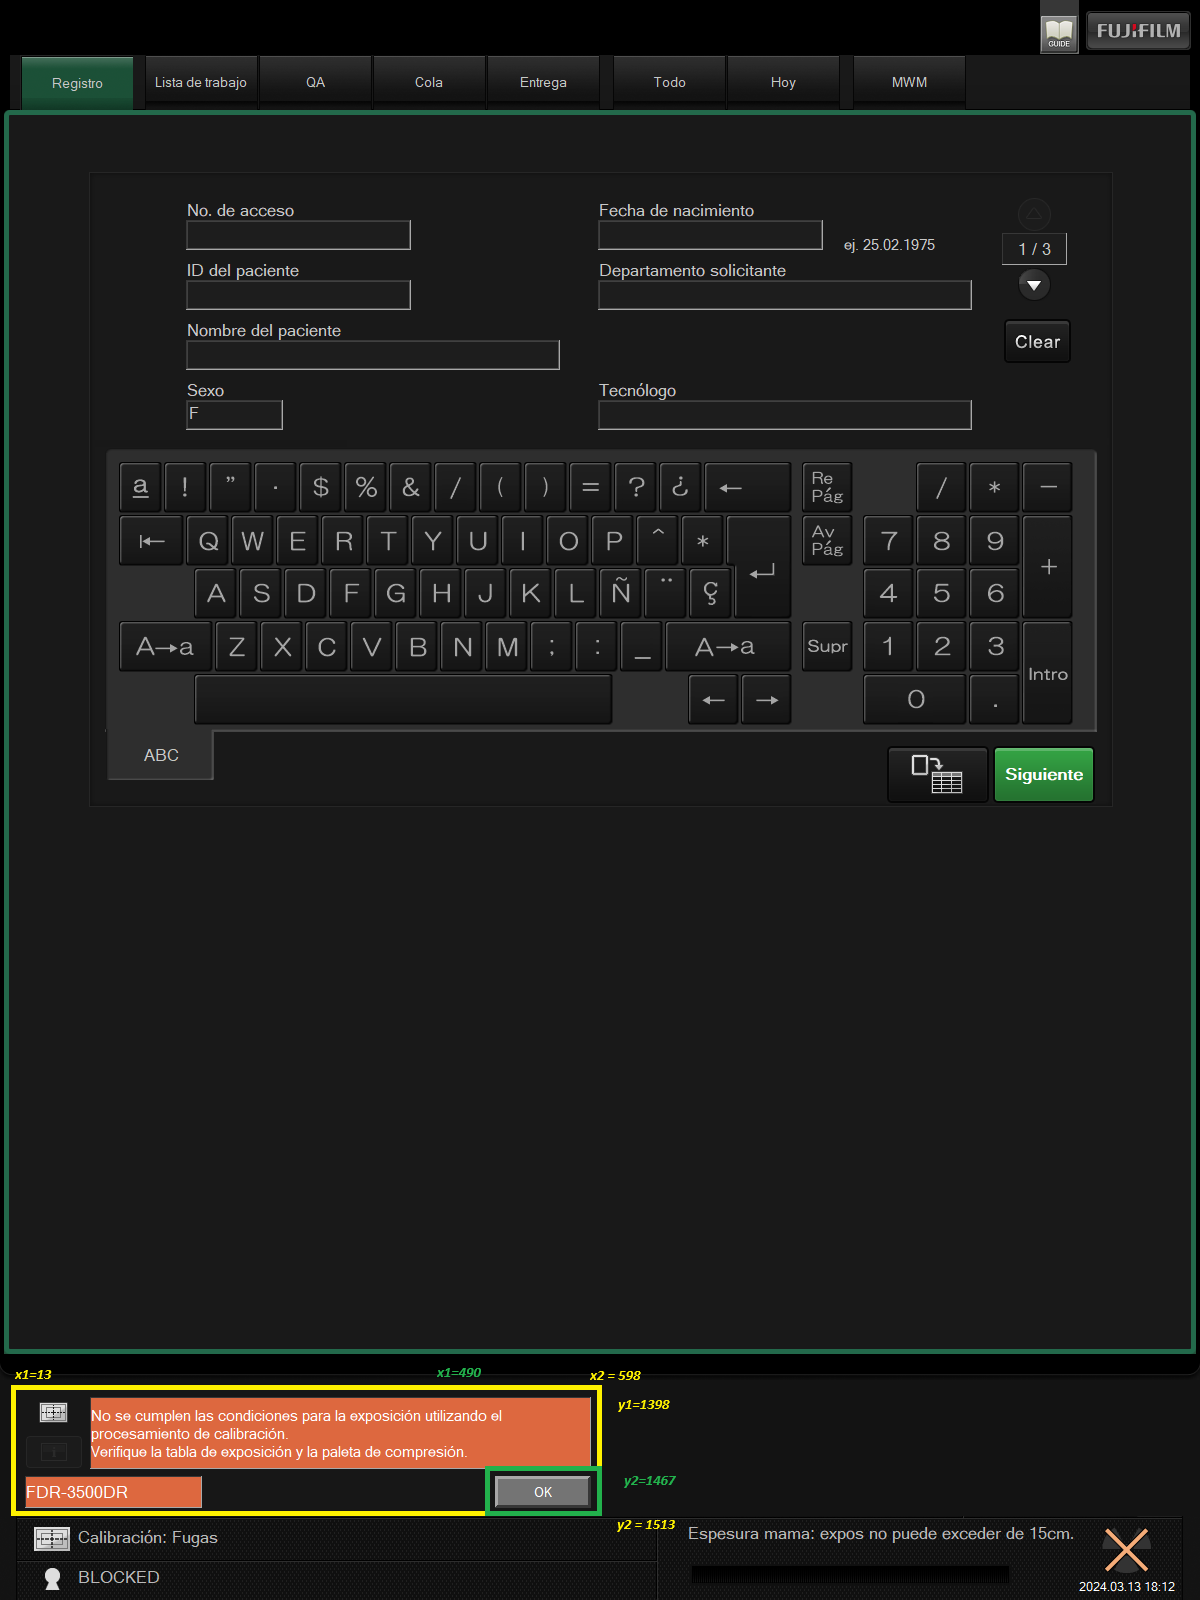 GUIDE
FUJIFILM
Registro
Lista de trabajo
QA
Cola
Entrega
Todo
Hoy
MWM
No. de acceso
Fecha de nacimiento
ej. 25.02.1975
1 / 3
ID del paciente
Departamento solicitante
Nombre del paciente
Clear
Sexo
F
Tecnólogo
a ! ” · $ % & / ( ) = ? ¿ ← Re Pág / * −
⇤ Q W E R T Y U I O P ^ * Av Pág 7 8 9 +
A S D F G H J K L Ñ ¨ Ç ↵ 4 5 6
A→a Z X C V B N M ; : _ A→a Supr 1 2 3 Intro
← → 0 .
ABC
Siguiente
x1=13
x1=490
x2 = 598
y1=1398
No se cumplen las condiciones para la exposición utilizando el
procesamiento de calibración.
Verifique la tabla de exposición y la paleta de compresión.
y2=1467
FDR-3500DR
OK
y2 = 1513
Calibración: Fugas
Espesura mama: expos no puede exceder de 15cm.
BLOCKED
2024.03.13 18:12